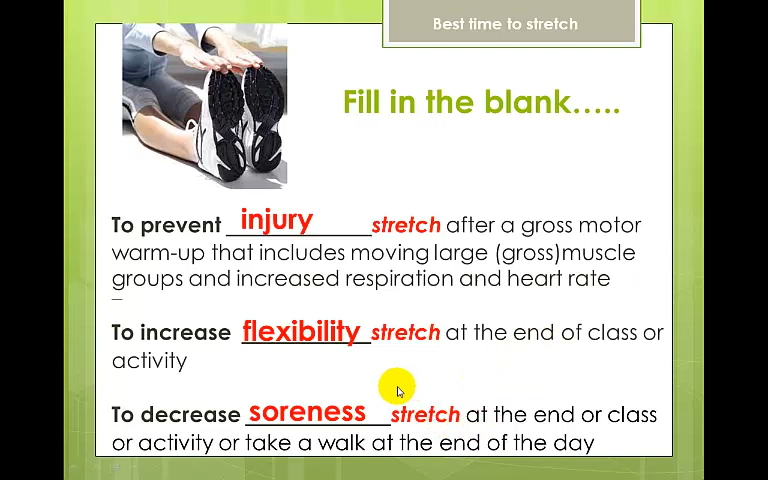 Best time to stretch
Fill in the blank.....
To prevent injury stretch after a gross motor
warm-up that includes moving large (gross)muscle
groups and increased respiration and heart rate
To increase flexibility stretch at the end of class or
activity
To decrease soreness stretch at the end or class
or activity or take a walk at the end of the day